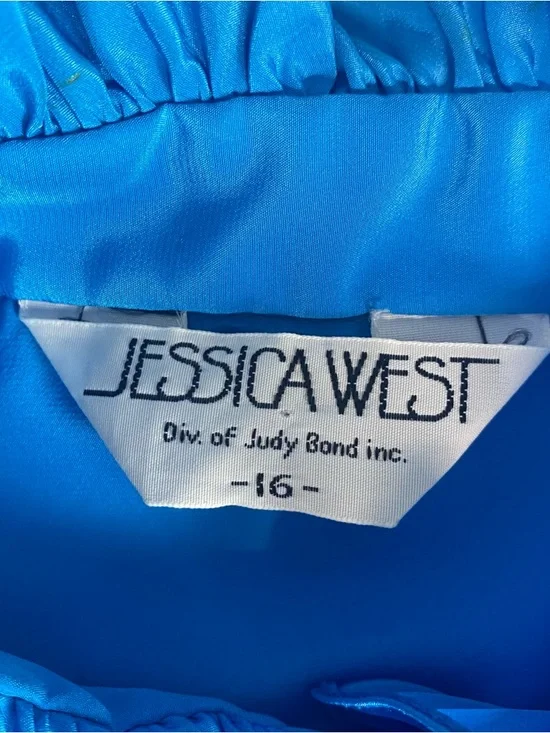 JESSICA WEST
Div. of Judy Bond inc.
-16-